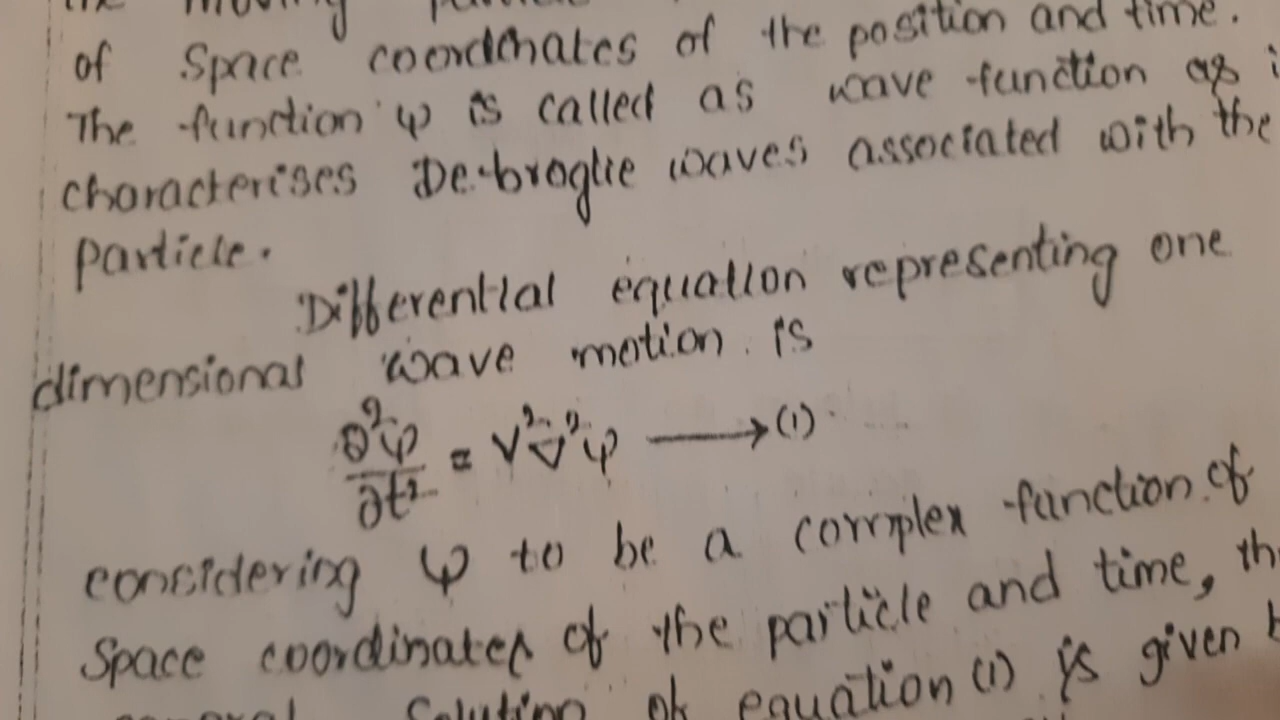 of space coordinates of the position and time.
The function ψ is called as wave function as
characterises De-broglie waves associated with the
particle.
Differential equation representing one
dimensional wave motion is
∂²ψ/∂t² = v²∇²ψ ⟶ (1)
considering ψ to be a complex function of
space coordinates of the particle and time,
Solution of equation (1) is given